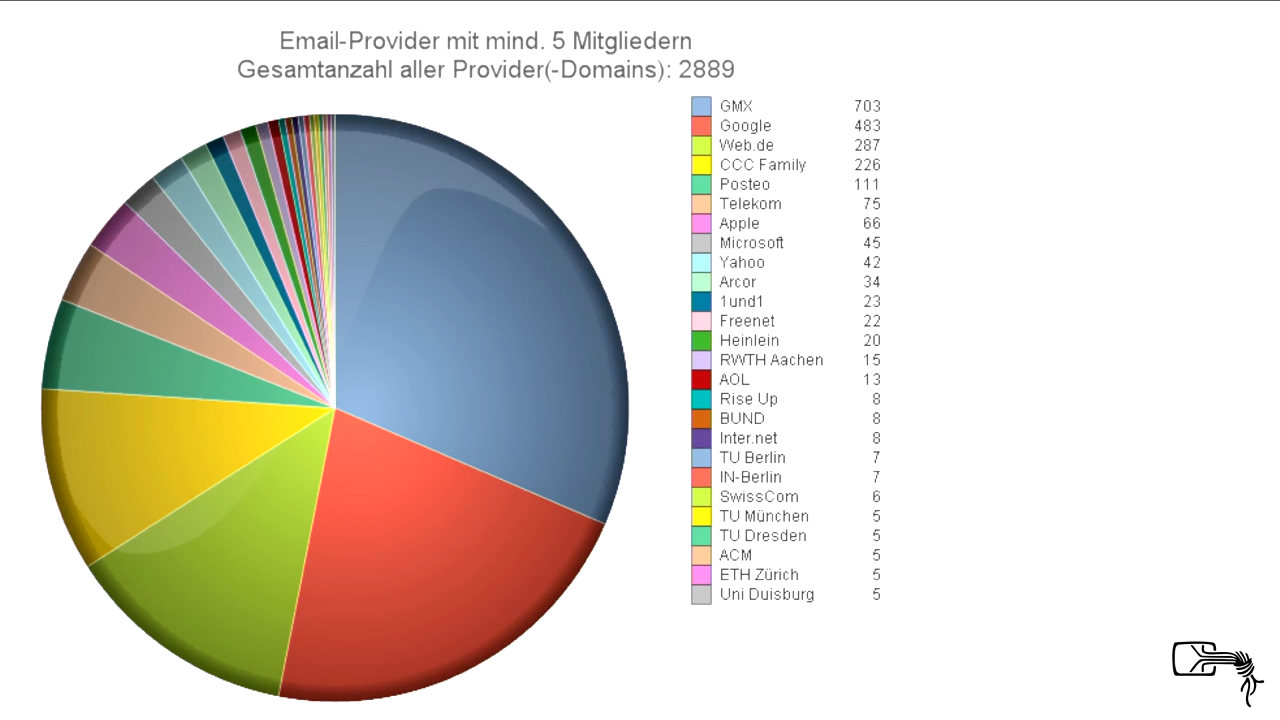 Email-Provider mit mind. 5 Mitgliedern
Gesamtanzahl aller Provider(-Domains): 2889
GMX 703
Google 483
Web.de 287
CCC Family 226
Posteo 111
Telekom 75
Apple 66
Microsoft 45
Yahoo 42
Arcor 34
1und1 23
Freenet 22
Heinlein 20
RWTH Aachen 15
AOL 13
Rise Up 8
BUND 8
Inter.net 8
TU Berlin 7
IN-Berlin 7
SwissCom 6
TU München 5
TU Dresden 5
ACM 5
ETH Zürich 5
Uni Duisburg 5